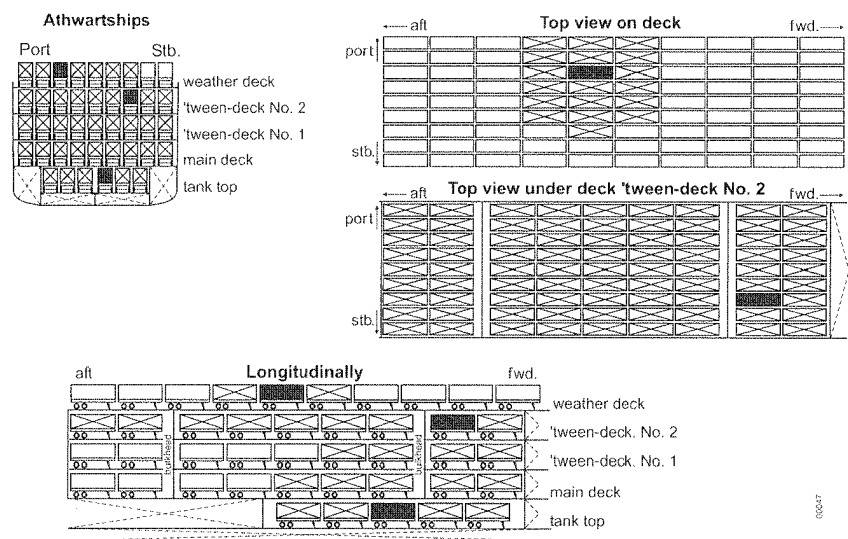 Athwartships
Port Stb.
weather deck
'tween-deck No. 2
'tween-deck No. 1
main deck
tank top
Top view on deck
aft fwd.
port
stb.
Top view under deck 'tween-deck No. 2
aft fwd.
port
stb.
Longitudinally
aft fwd.
weather deck
'tween-deck. No. 2
'tween-deck. No. 1
main deck
tank top
bulkhead
bulkhead
00047